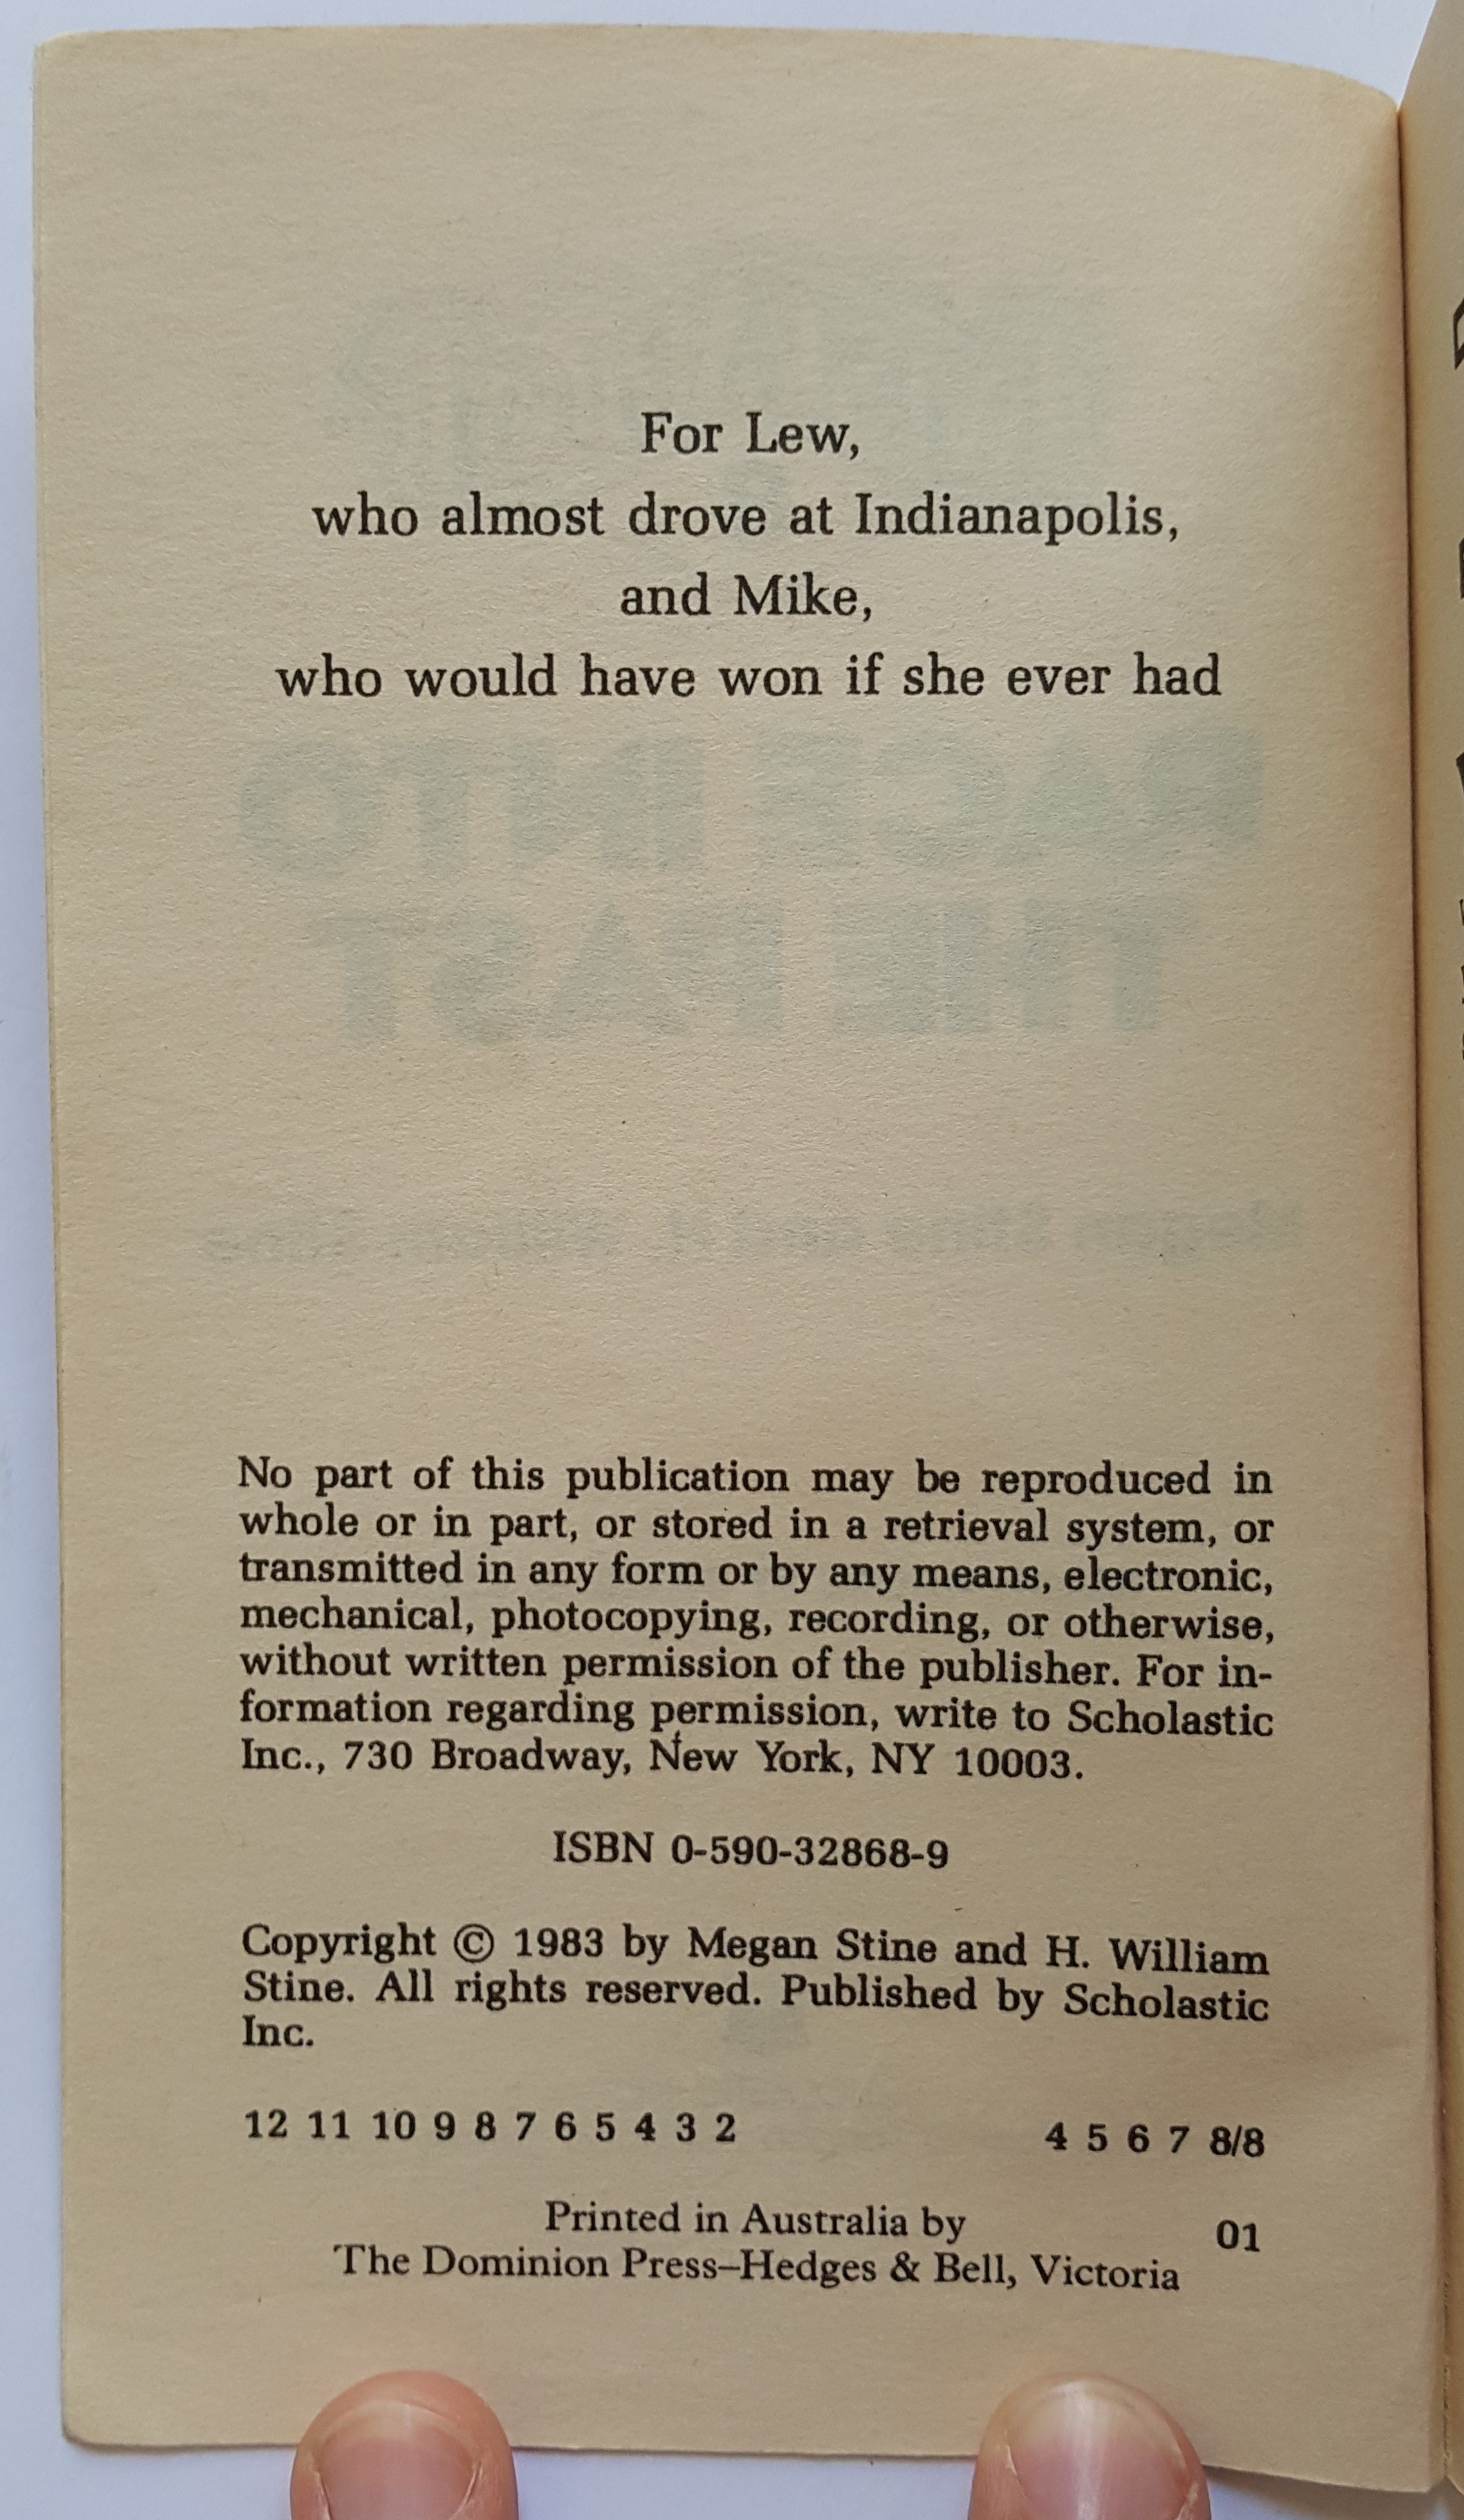 For Lew,
who almost drove at Indianapolis,
and Mike,
who would have won if she ever had
RACE INTO
THE PAST
No part of this publication may be reproduced in
whole or in part, or stored in a retrieval system, or
transmitted in any form or by any means, electronic,
mechanical, photocopying, recording, or otherwise,
without written permission of the publisher. For in-
formation regarding permission, write to Scholastic
Inc., 730 Broadway, New York, NY 10003.
ISBN 0-590-32868-9
Copyright © 1983 by Megan Stine and H. William
Stine. All rights reserved. Published by Scholastic
Inc.
12 11 10 9 8 7 6 5 4 3 2 4 5 6 7 8/8
Printed in Australia by 01
The Dominion Press–Hedges & Bell, Victoria